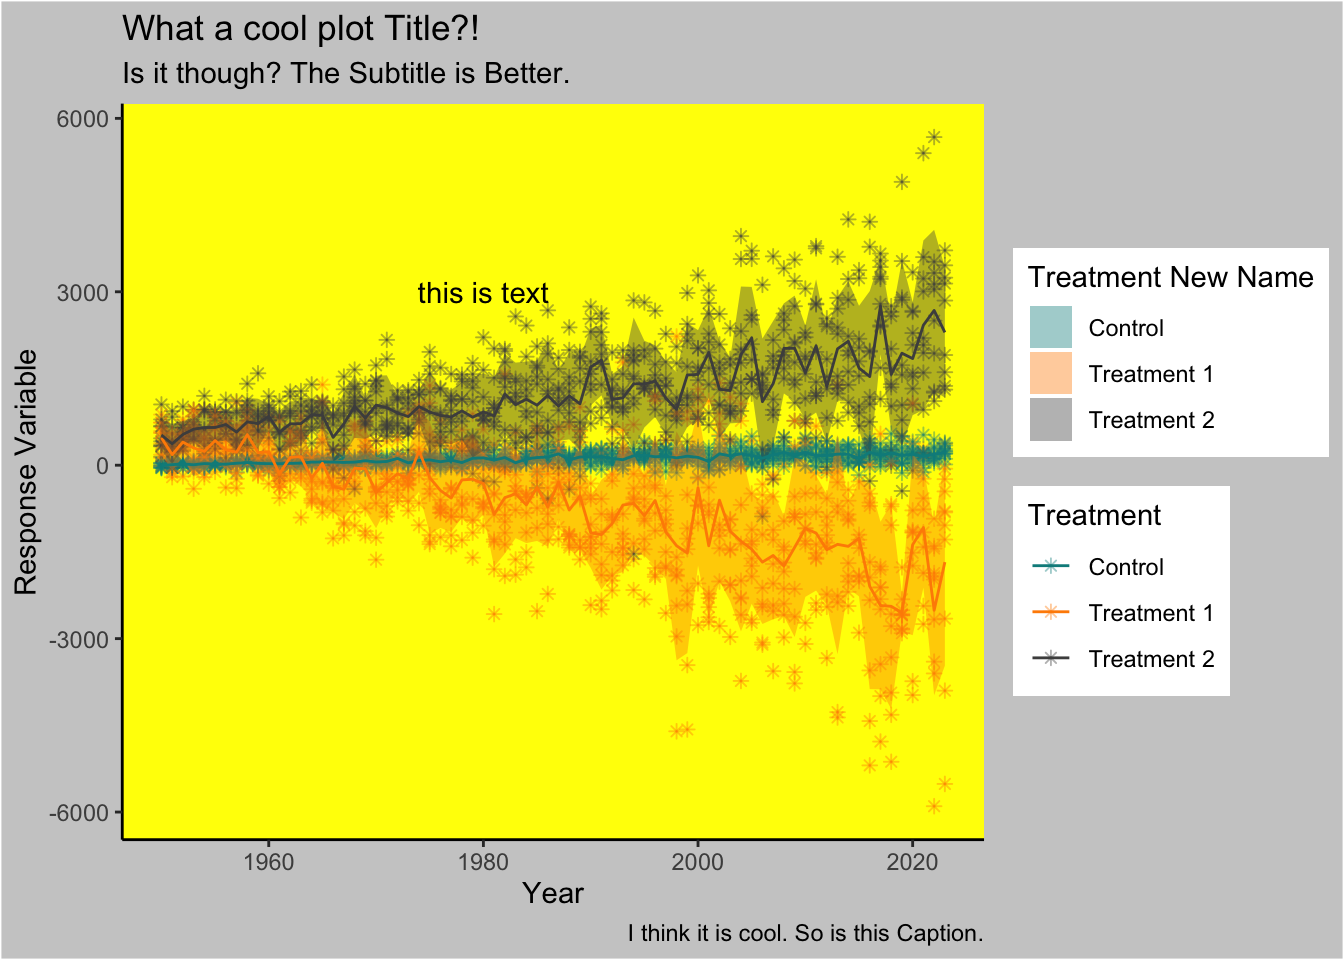 What a cool plot Title?!
Is it though? The Subtitle is Better.
6000
3000
0
-3000
-6000
Response Variable
this is text
1960 1980 2000 2020
Year
I think it is cool. So is this Caption.
Treatment New Name
Control
Treatment 1
Treatment 2
Treatment
Control
Treatment 1
Treatment 2